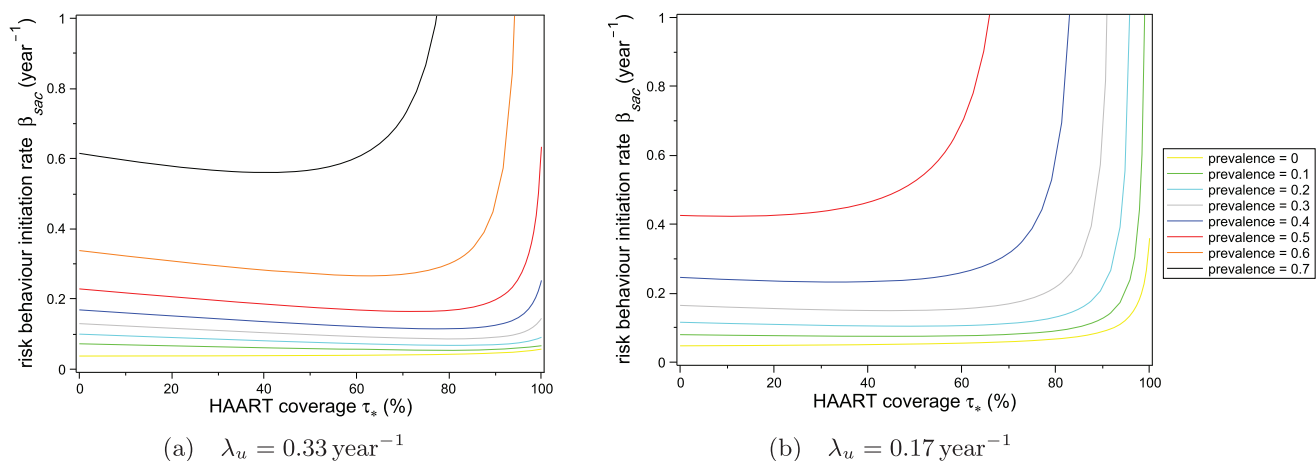 1
0.8
0.6
0.4
0.2
0
risk behaviour initiation rate β_sac (year⁻¹)
0 20 40 60 80 100
HAART coverage τ* (%)
(a) λ_u = 0.33 year⁻¹
1
0.8
0.6
0.4
0.2
0
risk behaviour initiation rate β_sac (year⁻¹)
0 20 40 60 80 100
HAART coverage τ* (%)
(b) λ_u = 0.17 year⁻¹
prevalence = 0
prevalence = 0.1
prevalence = 0.2
prevalence = 0.3
prevalence = 0.4
prevalence = 0.5
prevalence = 0.6
prevalence = 0.7